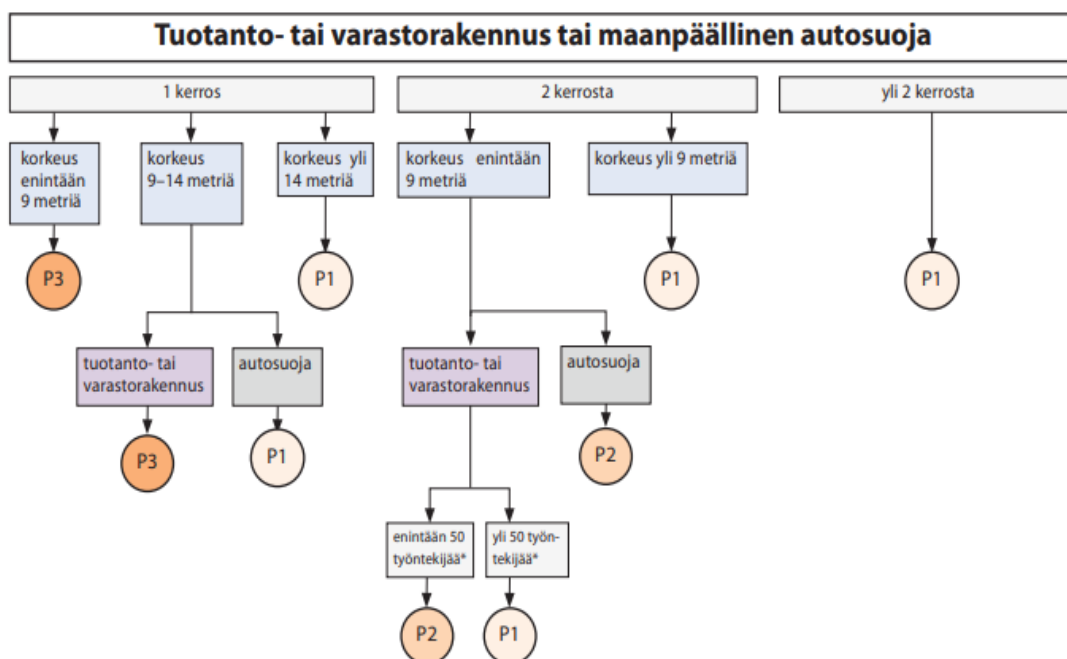 Tuotanto- tai varastorakennus tai maanpäällinen autosuoja
1 kerros
2 kerrosta
yli 2 kerrosta
korkeus
enintään
9 metriä
korkeus
9–14 metriä
korkeus yli
14 metriä
korkeus enintään
9 metriä
korkeus yli 9 metriä
P3
P1
P1
P1
tuotanto- tai
varastorakennus
autosuoja
tuotanto- tai
varastorakennus
autosuoja
P3
P1
P2
enintään 50
työntekijää*
yli 50 työn-
tekijää*
P2
P1